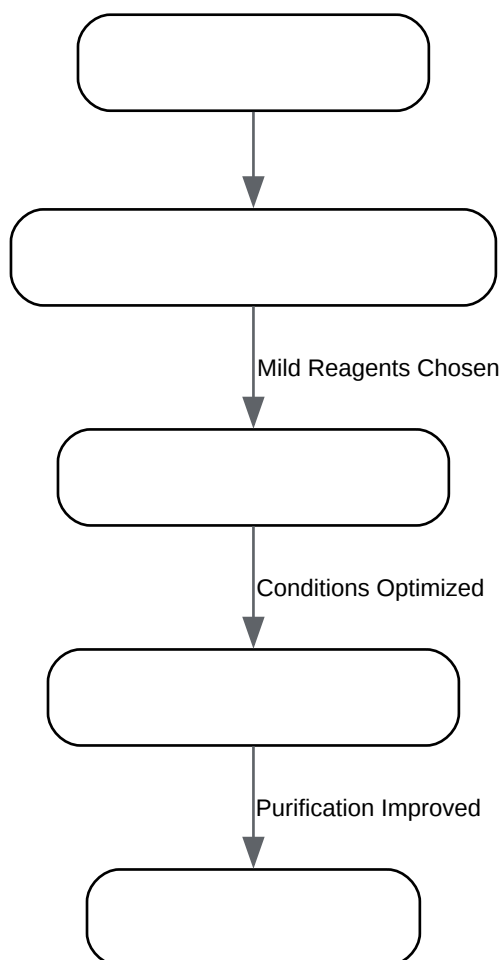 Mild Reagents Chosen
Conditions Optimized
Purification Improved